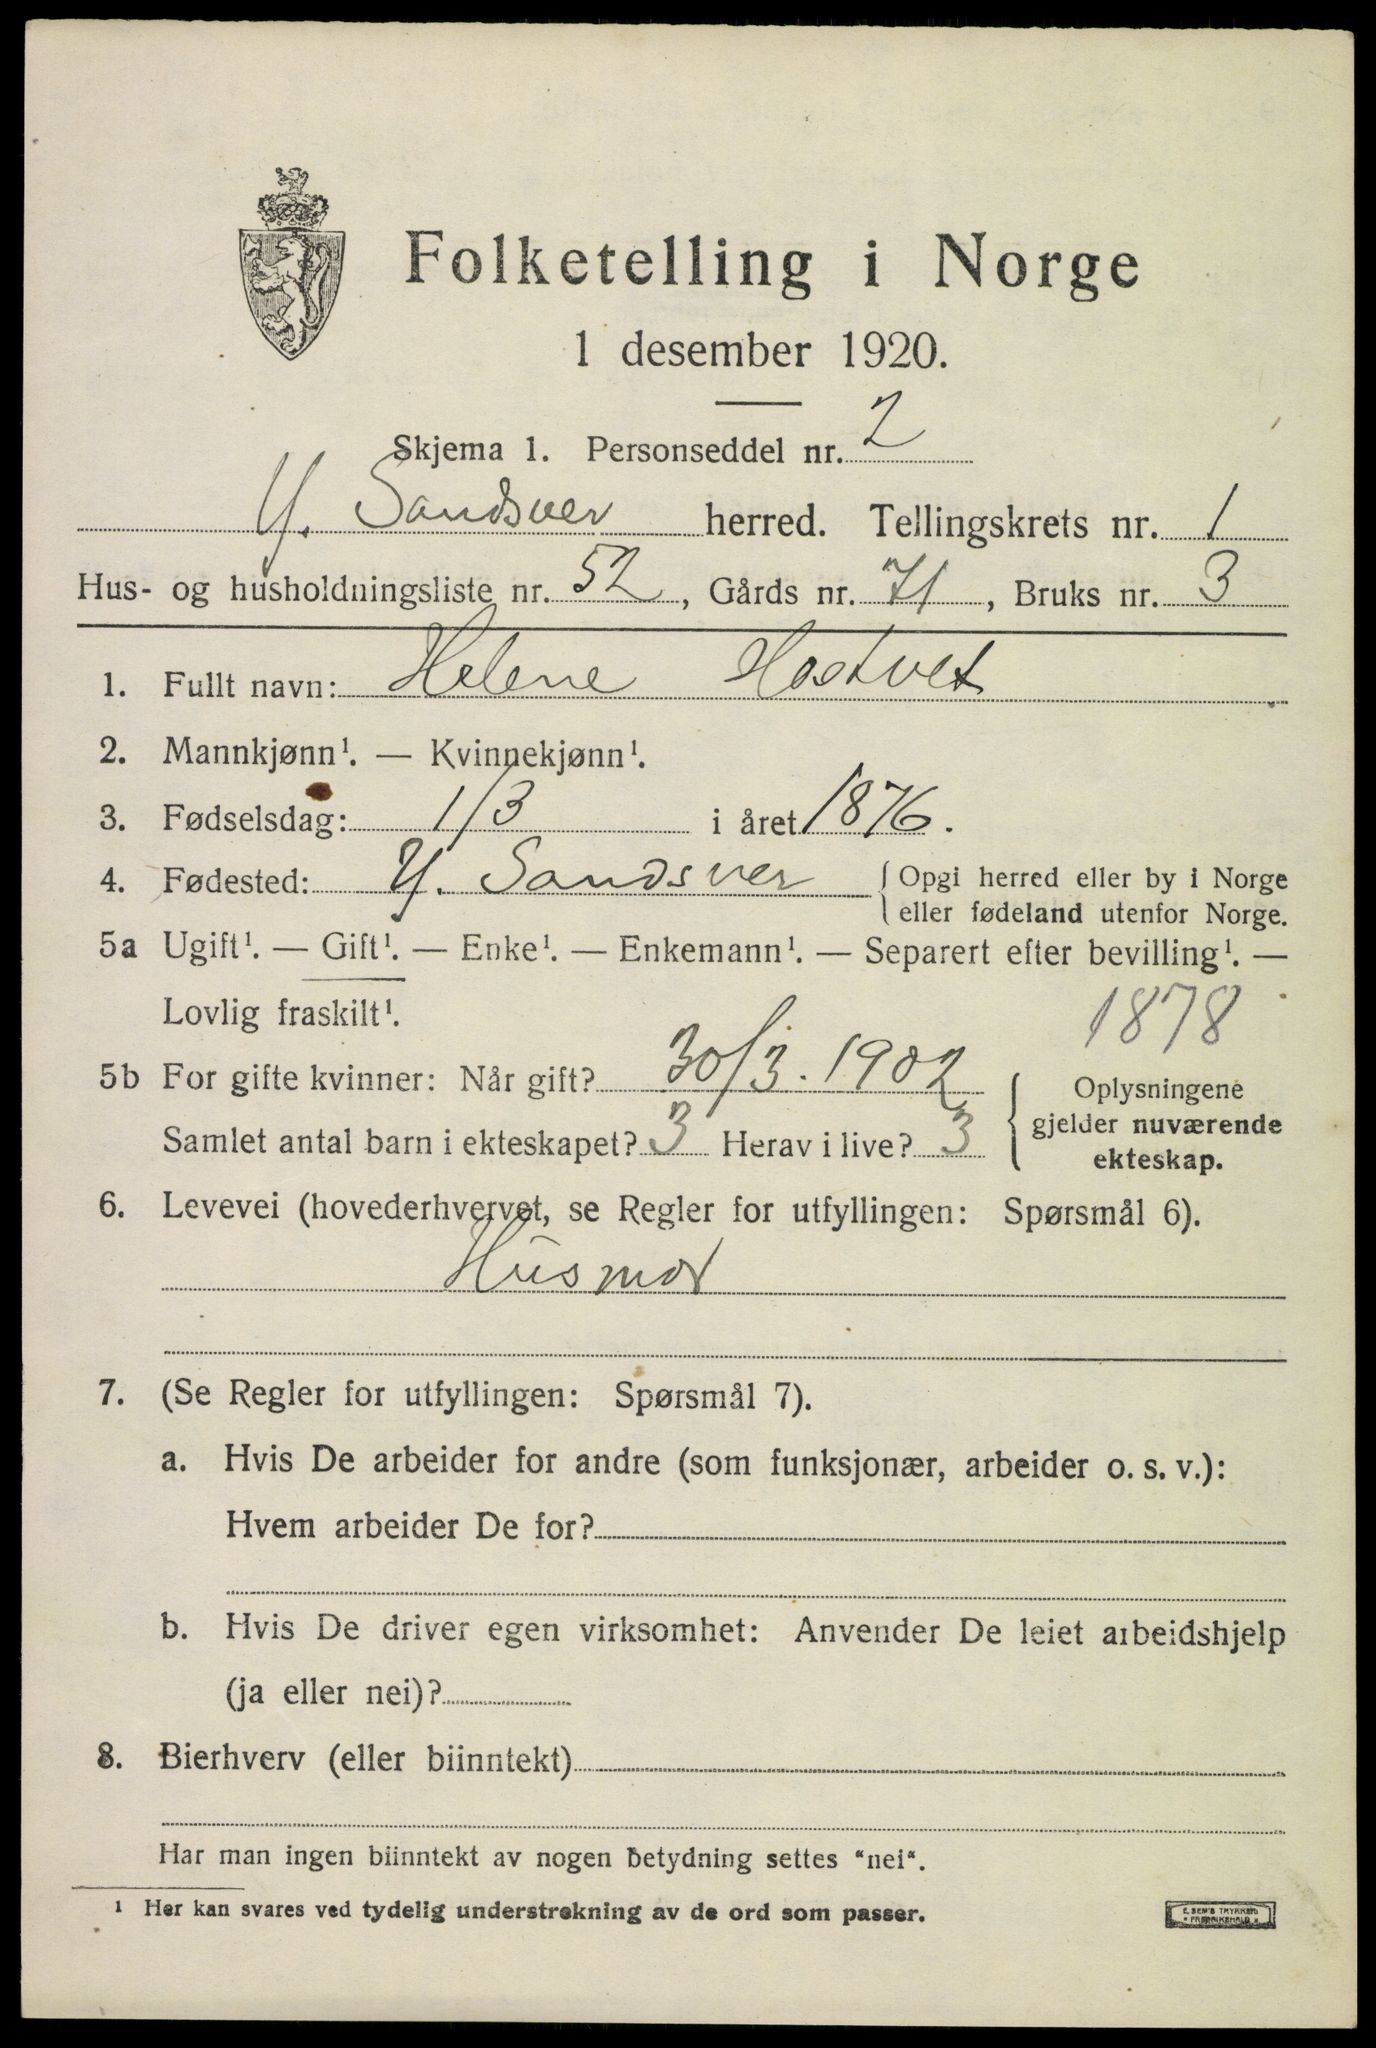 Folketelling i Norge
1 desember 1920.
Skjema 1. Personseddel nr. 2
Y. Sandsver herred. Tellingskrets nr. 1
Hus- og husholdningsliste nr. 52, Gårds nr. 71, Bruks nr. 3
1. Fullt navn: Helene Hostvet
2. Mannkjønn¹. — Kvinnekjønn¹.
3. Fødselsdag: 1/3 i året 1876.
4. Fødested: Y. Sandsver { Opgi herred eller by i Norge
eller fødeland utenfor Norge.
5a Ugift¹. — Gift¹. — Enke¹. — Enkemann¹. — Separert efter bevilling¹. —
Lovlig fraskilt¹. 1878
5b For gifte kvinner: Når gift? 30/3. 1902 Oplysningene
gjelder nuværende
Samlet antal barn i ekteskapet? 3 Herav i live? 3 ekteskap.
6. Levevei (hovederhvervet, se Regler for utfyllingen: Spørsmål 6).
Husmor
7. (Se Regler for utfyllingen: Spørsmål 7).
a. Hvis De arbeider for andre (som funksjonær, arbeider o. s. v.):
Hvem arbeider De for?
b. Hvis De driver egen virksomhet: Anvender De leiet arbeidshjelp
(ja eller nei)?
8. Bierhverv (eller biinntekt)
Har man ingen biinntekt av nogen betydning settes "nei".
¹ Her kan svares ved tydelig understrekning av de ord som passer.
E. SEM'S TRYKKERI
FREDRIKSHALD